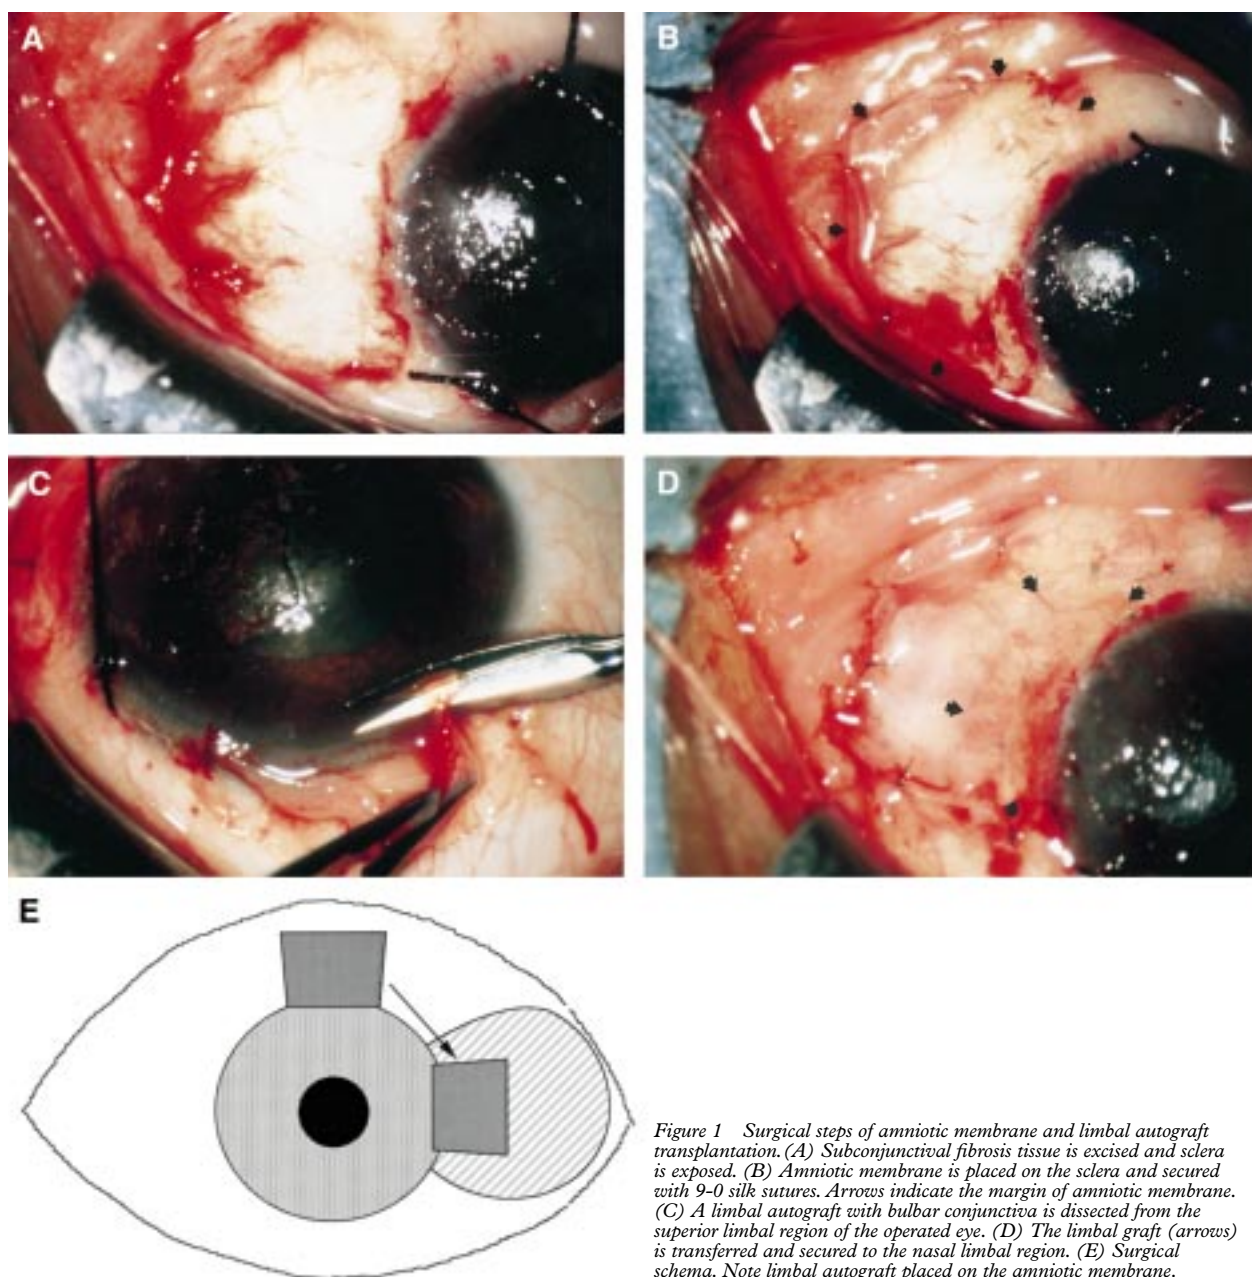 A
B
C
D
E
Figure 1 Surgical steps of amniotic membrane and limbal autograft
transplantation. (A) Subconjunctival fibrosis tissue is excised and sclera
is exposed. (B) Amniotic membrane is placed on the sclera and secured
with 9-0 silk sutures. Arrows indicate the margin of amniotic membrane.
(C) A limbal autograft with bulbar conjunctiva is dissected from the
superior limbal region of the operated eye. (D) The limbal graft (arrows)
is transferred and secured to the nasal limbal region. (E) Surgical
schema. Note limbal autograft placed on the amniotic membrane.